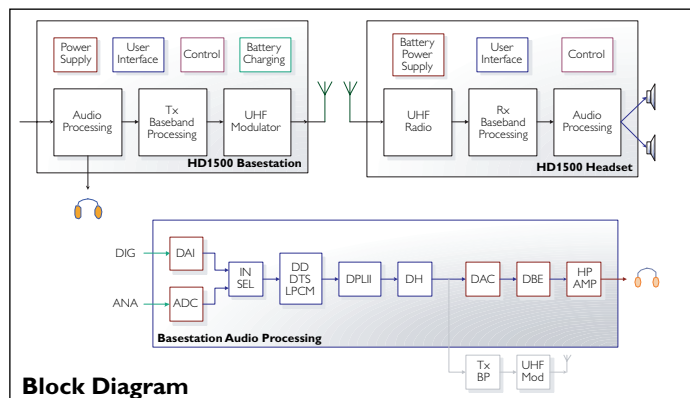 Power
Supply
User
Interface
Control
Battery
Charging
Audio
Processing
Tx
Baseband
Processing
UHF
Modulator
HD1500 Basestation
Battery
Power
Supply
User
Interface
Control
UHF
Radio
Rx
Baseband
Processing
Audio
Processing
HD1500 Headset
DIG
DAI
ANA
ADC
IN
SEL
DD
DTS
LPCM
DPLII
DH
DAC
DBE
HP
AMP
Basestation Audio Processing
Tx
BP
UHF
Mod
Block Diagram